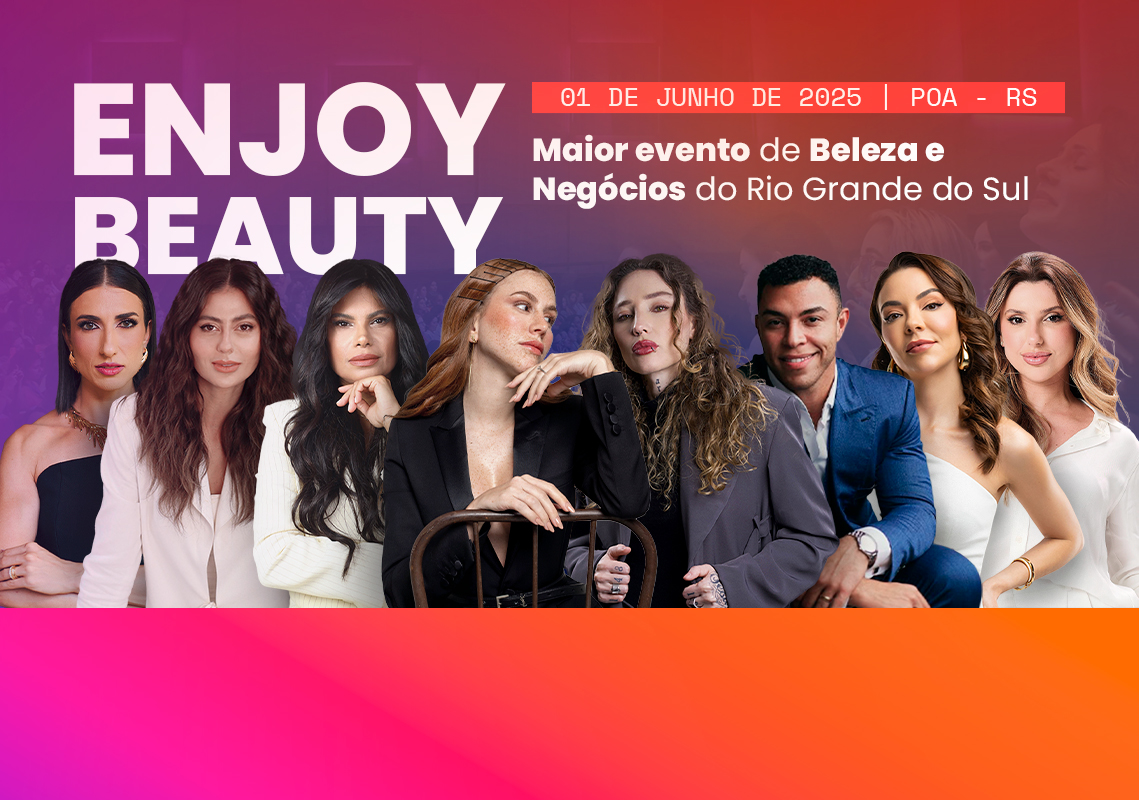 ENJOY
BEAUTY
01 DE JUNHO DE 2025 | POA - RS
Maior evento de Beleza e
Negócios do Rio Grande do Sul